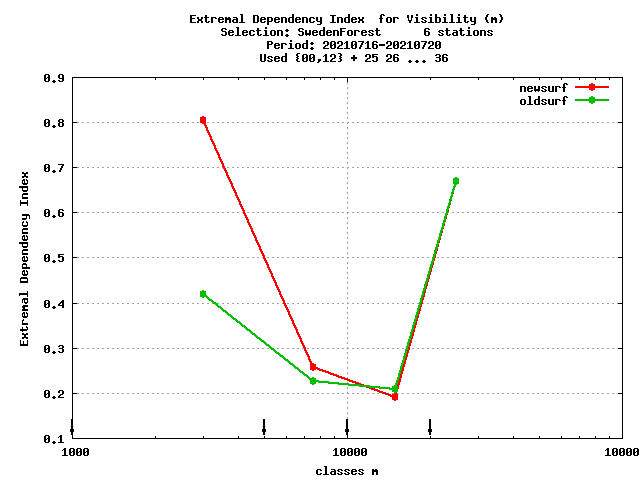 Extremal Dependency Index  for Visibility (m)
Selection: SwedenForest      6 stations
Period: 20210716-20210720
Used {00,12} + 25 26 ... 36
newsurf
oldsurf
0.9
0.8
0.7
0.6
0.5
0.4
0.3
0.2
0.1
Extremal Dependency Index
1000
10000
10000
classes m